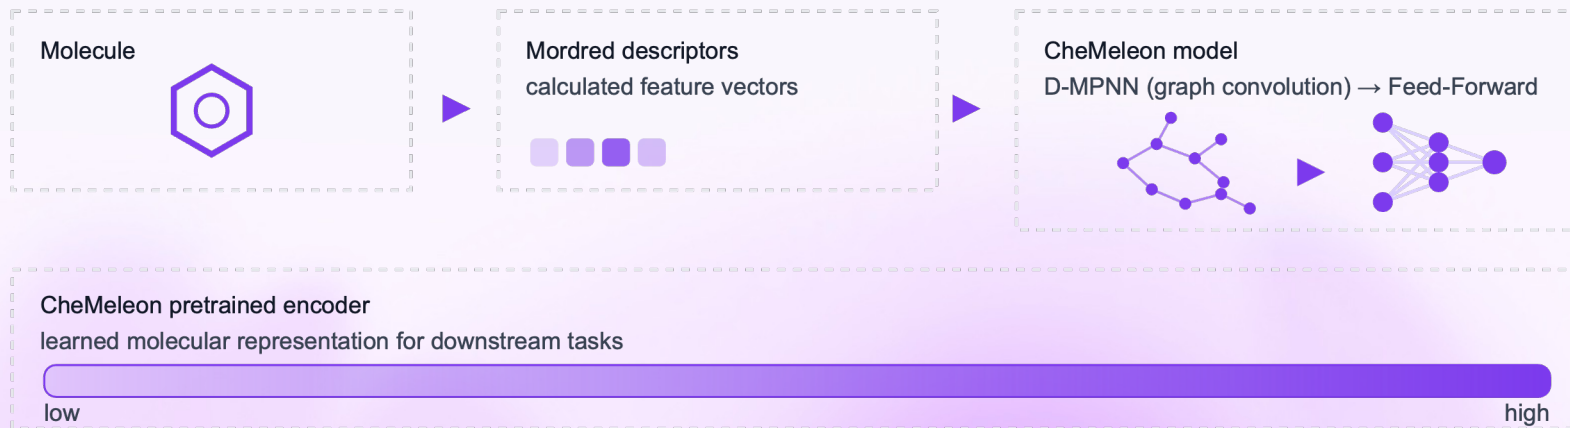 Molecule
Mordred descriptors
calculated feature vectors
CheMeleon model
D-MPNN (graph convolution) → Feed-Forward
CheMeleon pretrained encoder
learned molecular representation for downstream tasks
low
high